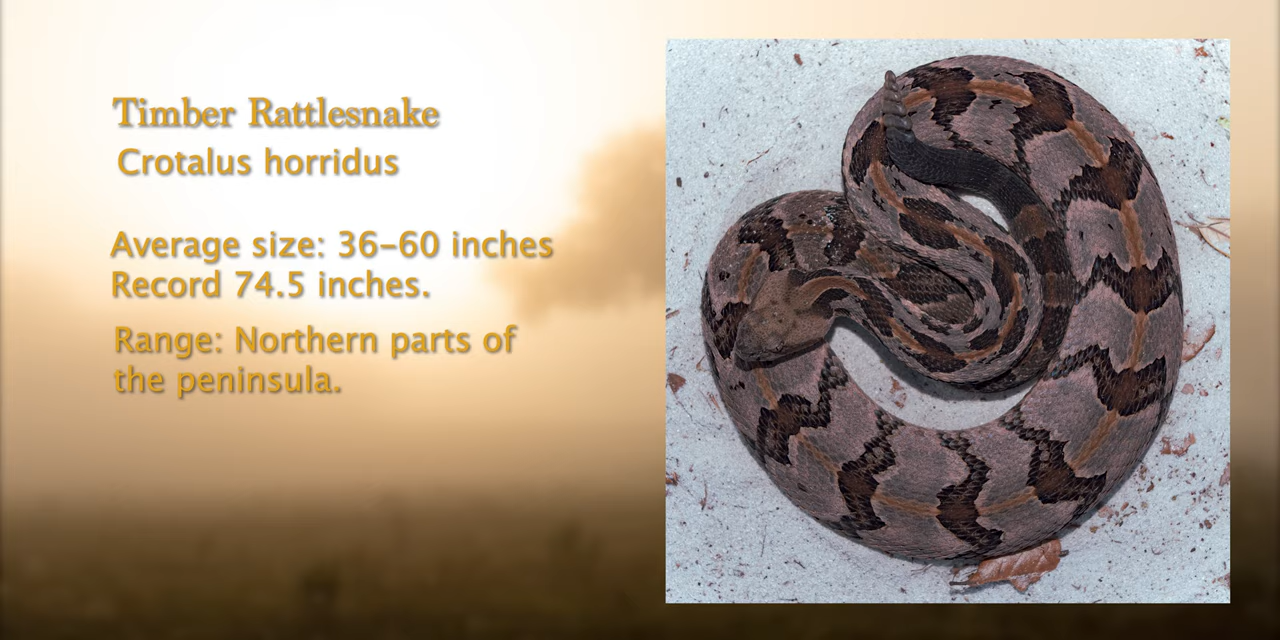 Timber Rattlesnake
Crotalus horridus
Average size: 36–60 inches
Record 74.5 inches.
Range: Northern parts of
the peninsula.